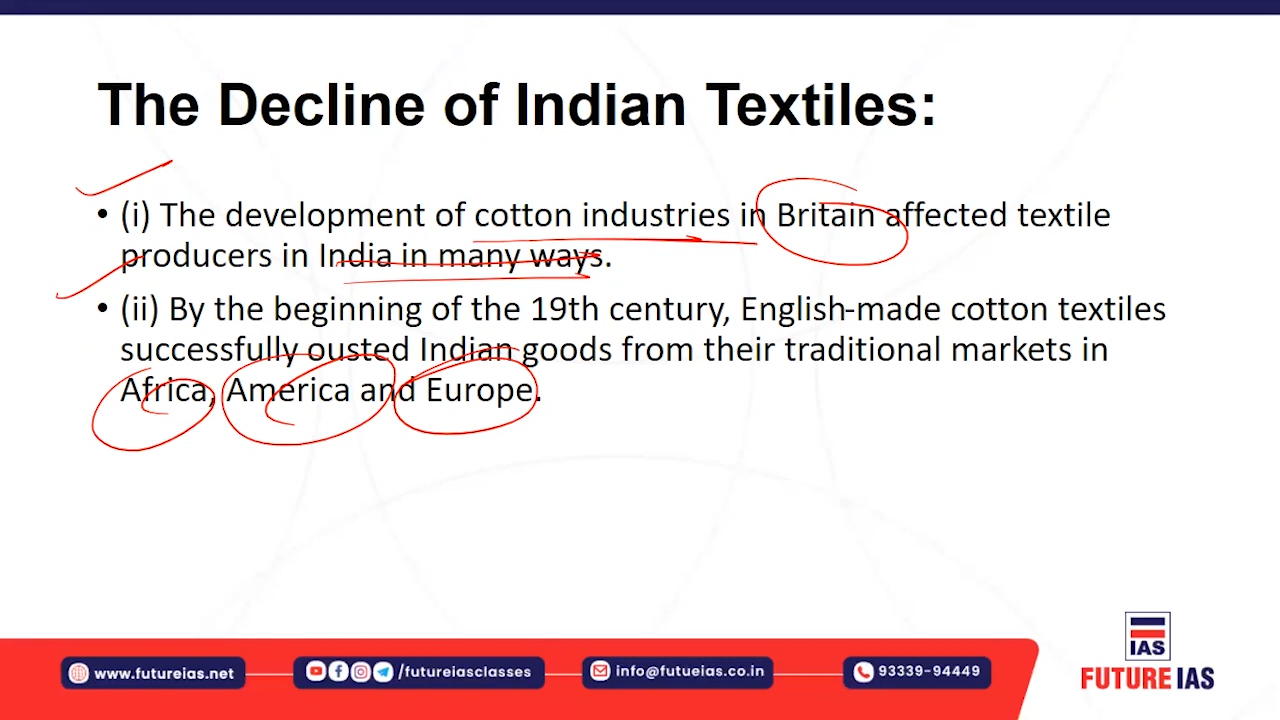 The Decline of Indian Textiles:
• (i) The development of cotton industries in Britain affected textile
producers in India in many ways.
• (ii) By the beginning of the 19th century, English-made cotton textiles
successfully ousted Indian goods from their traditional markets in
Africa, America and Europe.
IAS
FUTURE IAS
www.futureias.net
/futureiasclasses
info@futueias.co.in
93339-94449